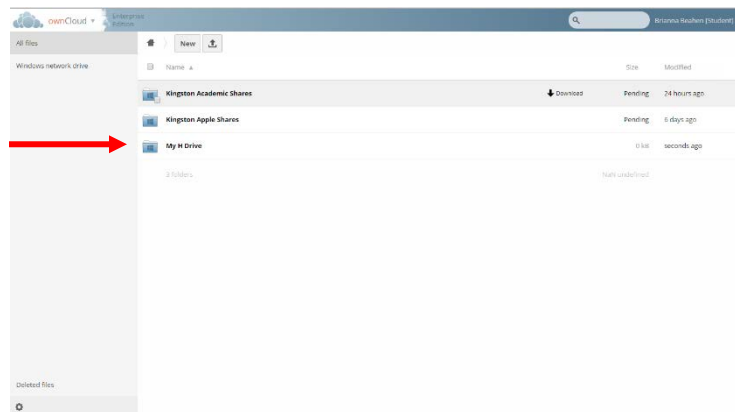 ownCloud Enterprise Edition Brianna Beahen (Student)
All files New
Windows network drive Name Size Modified
Kingston Academic Shares Download Pending 24 hours ago
Kingston Apple Shares Pending 6 days ago
My H Drive 0 kB seconds ago
3 folders NaN undefined
Deleted files